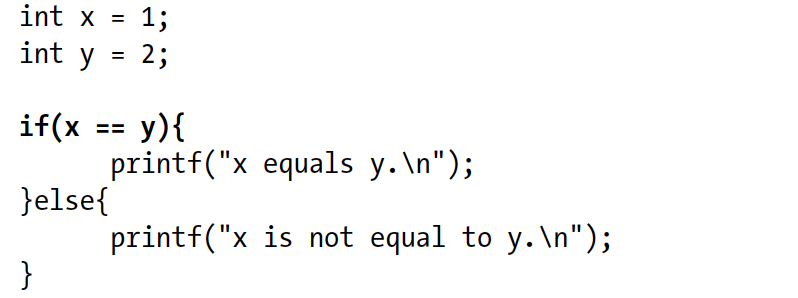 int x = 1;
int y = 2;

if(x == y){
      printf("x equals y.\n");
}else{
      printf("x is not equal to y.\n");
}